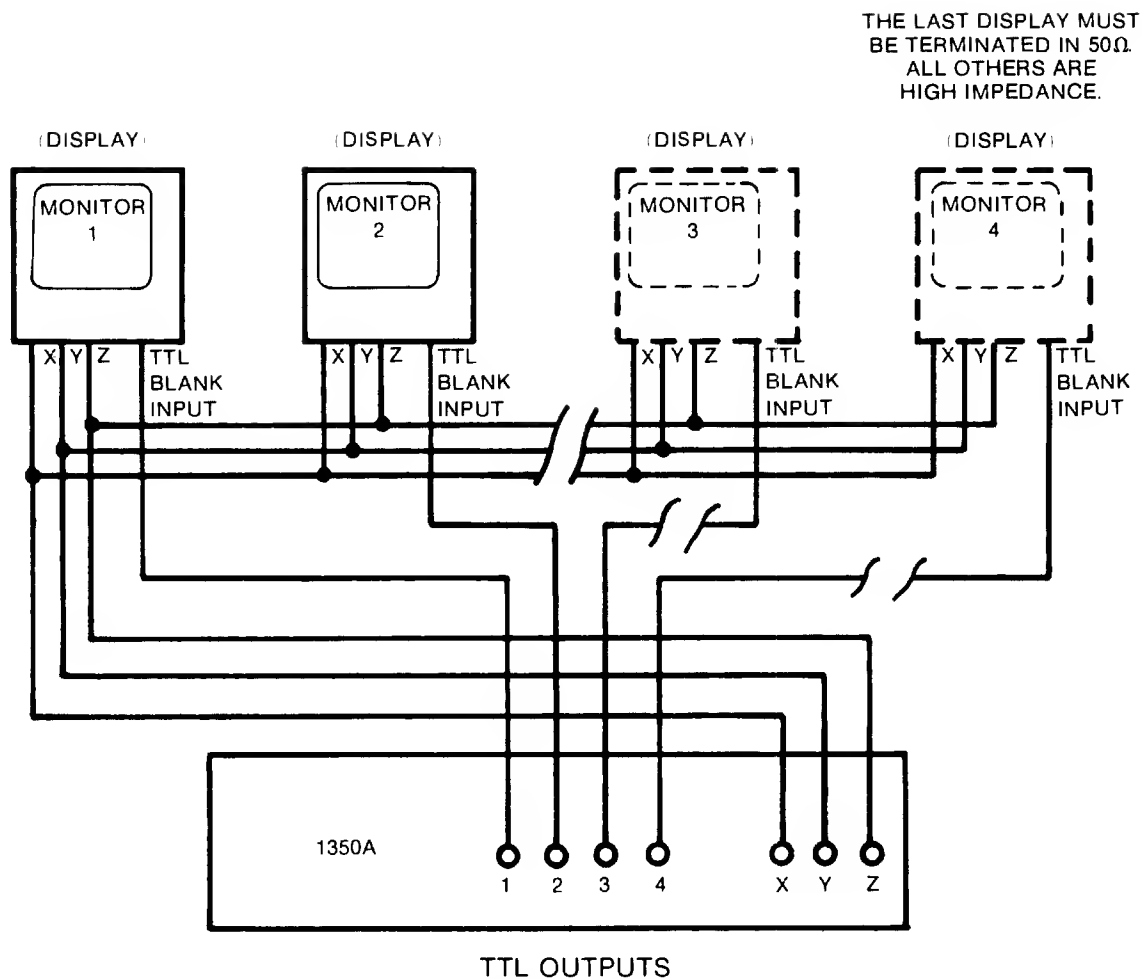 THE LAST DISPLAY MUST
BE TERMINATED IN 50Ω.
ALL OTHERS ARE
HIGH IMPEDANCE.
(DISPLAY) (DISPLAY) (DISPLAY) (DISPLAY)
MONITOR
1
MONITOR
2
MONITOR
3
MONITOR
4
X Y Z TTL
BLANK
INPUT
X Y Z TTL
BLANK
INPUT
X Y Z TTL
BLANK
INPUT
X Y Z TTL
BLANK
INPUT
1350A
1 2 3 4 X Y Z
TTL OUTPUTS